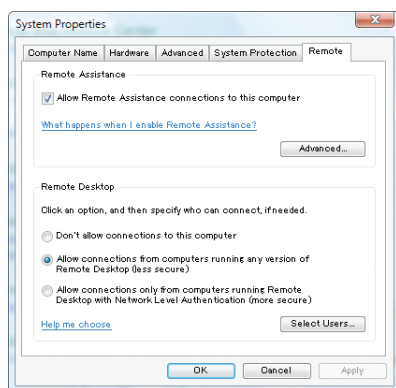 System Properties
Computer Name Hardware Advanced System Protection Remote
Remote Assistance
Allow Remote Assistance connections to this computer
What happens when I enable Remote Assistance?
Advanced...
Remote Desktop
Click an option, and then specify who can connect, if needed.
Don't allow connections to this computer
Allow connections from computers running any version of
Remote Desktop (less secure)
Allow connections only from computers running Remote
Desktop with Network Level Authentication (more secure)
Help me choose
Select Users...
OK Cancel Apply